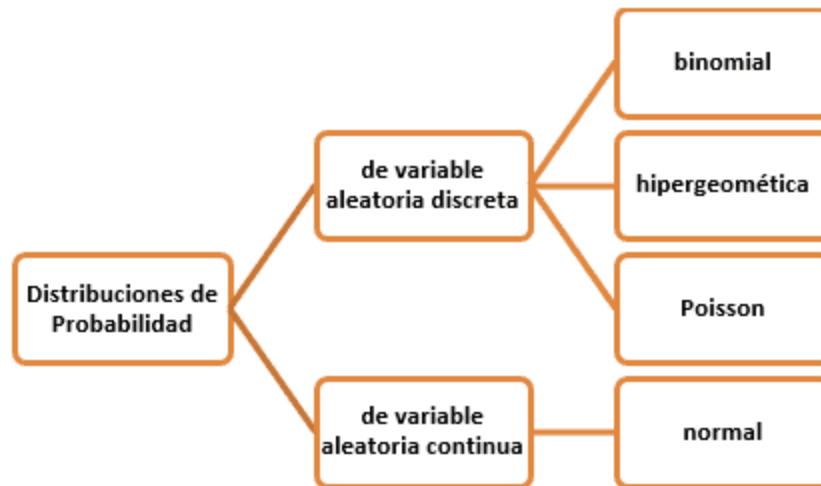 Distribuciones de
Probabilidad
de variable
aleatoria discreta
binomial
hipergeomética
Poisson
de variable
aleatoria continua
normal